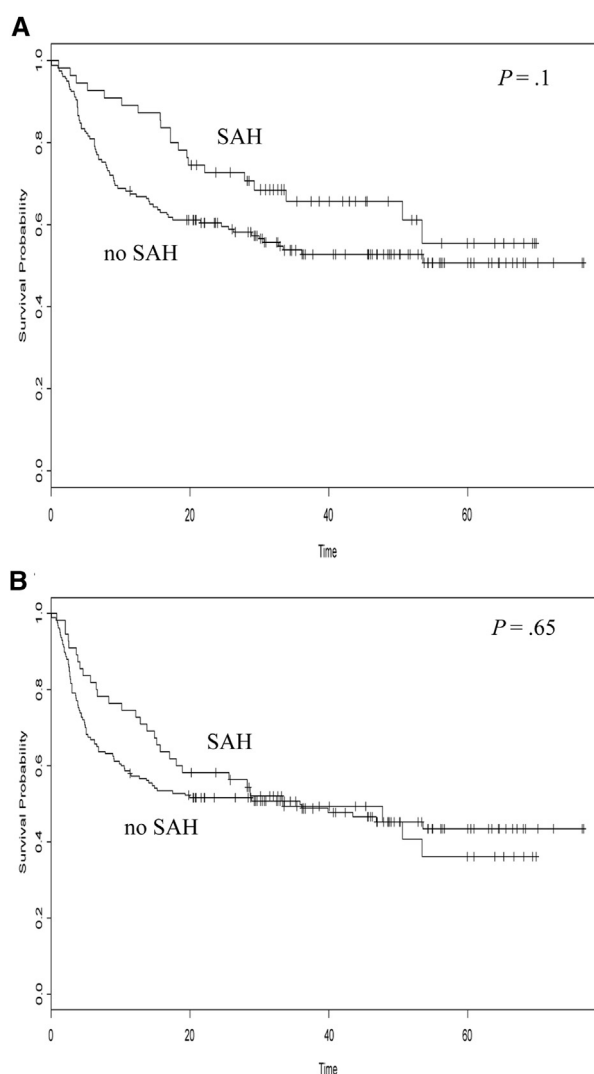 A
P = .1
SAH
no SAH
Survival Probability
0.0
0.2
0.4
0.6
0.8
1.0
0 20 40 60
Time
B
P = .65
SAH
no SAH
Survival Probability
0.0
0.2
0.4
0.6
0.8
1.0
0 20 40 60
Time